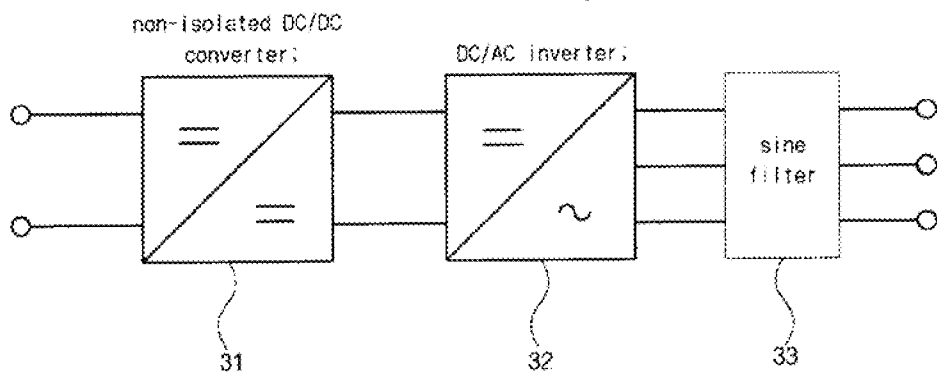 non-isolated DC/DC
converter;
DC/AC inverter;
sine
filter
31
32
33